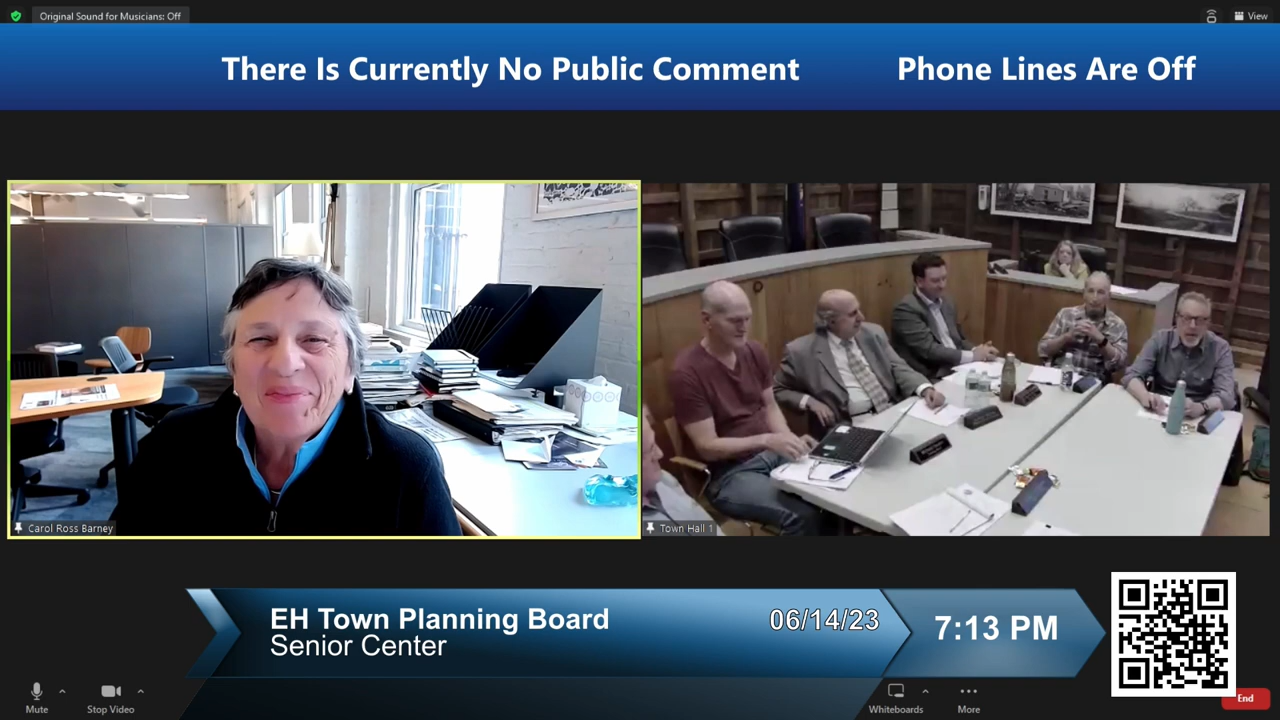 Original Sound for Musicians: Off
View
There Is Currently No Public Comment
Phone Lines Are Off
Carol Ross Barney
Town Hall 1
EH Town Planning Board
06/14/23
7:13 PM
Senior Center
Mute
Stop Video
Whiteboards
More
End